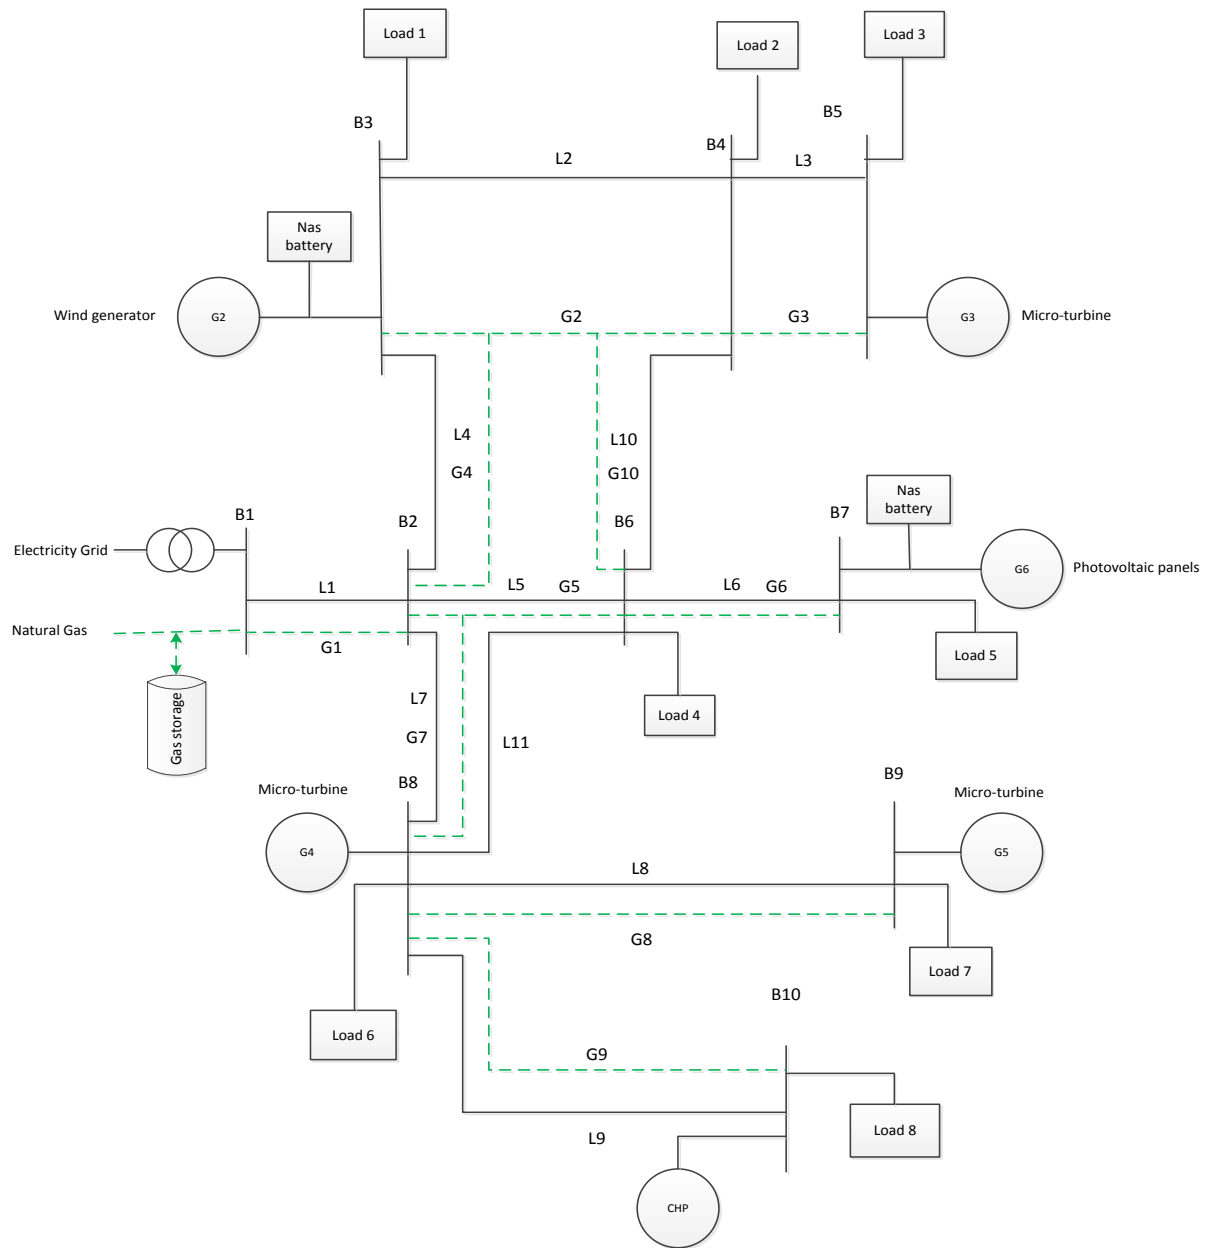 Load 1
Load 2
Load 3
B3
B4
B5
L2
L3
Nas
battery
Wind generator
G2
G2
G3
G3
Micro-turbine
L4
G4
L10
G10
B1
B2
B6
B7
Nas
battery
Electricity Grid
G6
Photovoltaic panels
L1
L5
G5
L6
G6
Natural Gas
G1
Load 5
Gas storage
L7
G7
L11
Load 4
Micro-turbine
B8
B9
Micro-turbine
G4
G5
L8
G8
Load 7
B10
Load 6
G9
L9
Load 8
CHP